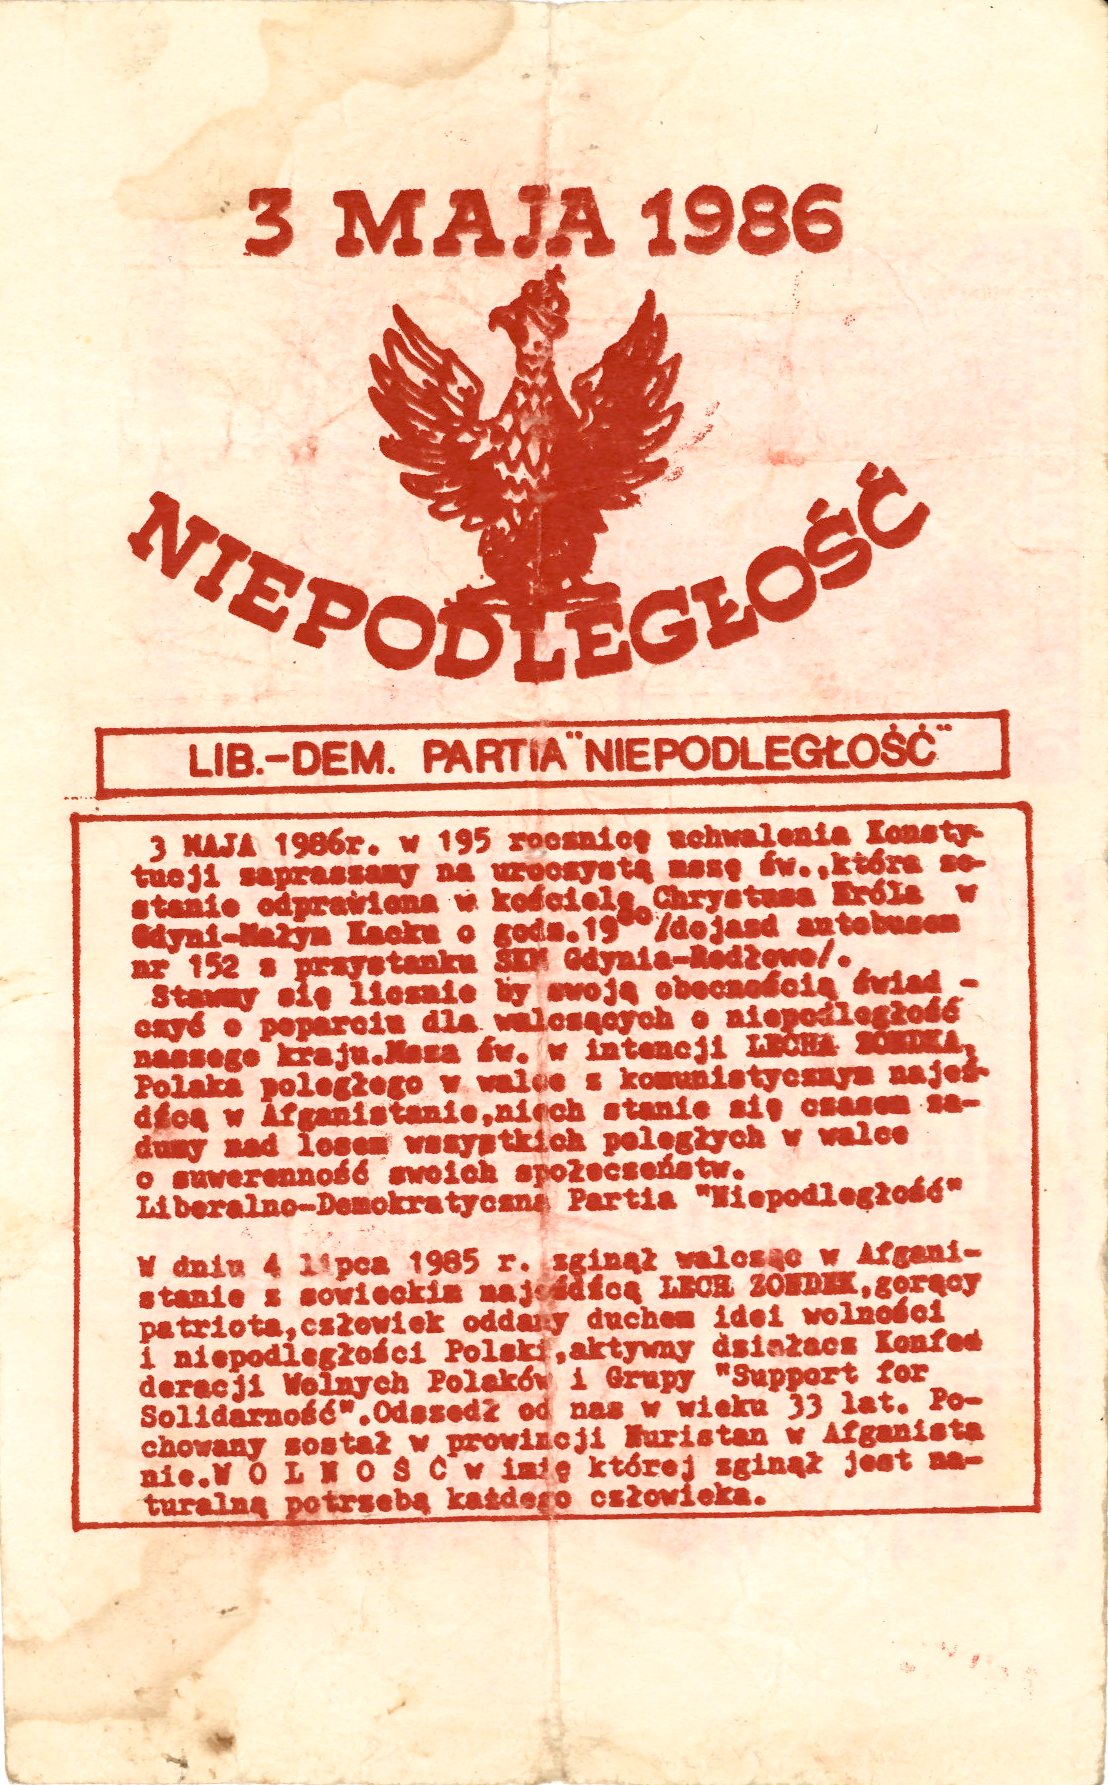 3 MAJA 1986
NIEPODLEGŁOŚĆ
LIB.-DEM. PARTIA "NIEPODLEGŁOŚĆ"
3 MAJA 1986r. w 195 rocznicę uchwalenia Konsty-
tucji zapraszamy na uroczystą mszę św.,która zo-
stanie odprawiona w kościele Chrystusa Króla w
Gdyni-Małym Kacku o godz.19⁰⁰/dojazd autobusem
nr 152 z przystanku SKM Gdynia-Redłowo/.
Stawmy się licznie by swoją obecnością świad -
czyć o poparciu dla walczących o niepodległość
naszego kraju.Msza św. w intencji LECHA ZONDKA,
Polaka poległego w walce z komunistycznym najeź-
dźcą w Afganistanie,niech stanie się czasem za-
dumy nad losem wszystkich poległych w walce
o suwerenność swoich społeczeństw.
Liberalno-Demokratyczna Partia "Niepodległość"
W dniu 4 lipca 1985 r. zginął walcząc w Afgani-
stanie z sowieckim najeźdźcą LECH ZONDEK,gorący
patriota,człowiek oddany duchem idei wolności
i niepodległości Polski,aktywny działacz Konfed
deracji Wolnych Polaków i Grupy "Support for
Solidarność".Odszedł od nas w wieku 33 lat. Po-
chowany został w prowincji Nuristan w Afganista
nie.W O L N O Ś Ć w imię której zginął jest na-
turalną potrzebą każdego człowieka.